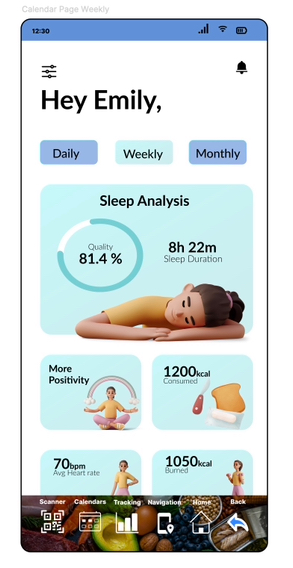 Calendar Page Weekly
12:30
Hey Emily,
Daily Weekly Monthly
Sleep Analysis
Quality
81.4 %
8h 22m
Sleep Duration
More
Positivity
1200kcal
Consumed
70bpm
Avg Heart rate
1050kcal
Burned
Scanner Calendars Tracking Navigation Home Back